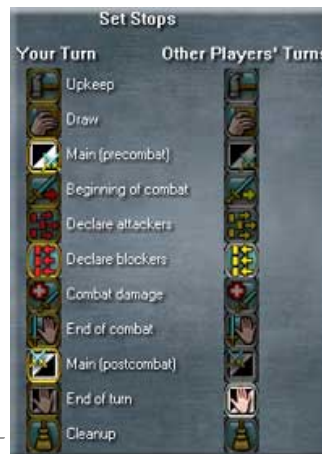 Set Stops
Your Turn Other Players' Turns
Upkeep
Draw
Main (precombat)
Beginning of combat
Declare attackers
Declare blockers
Combat damage
End of combat
Main (postcombat)
End of turn
Cleanup